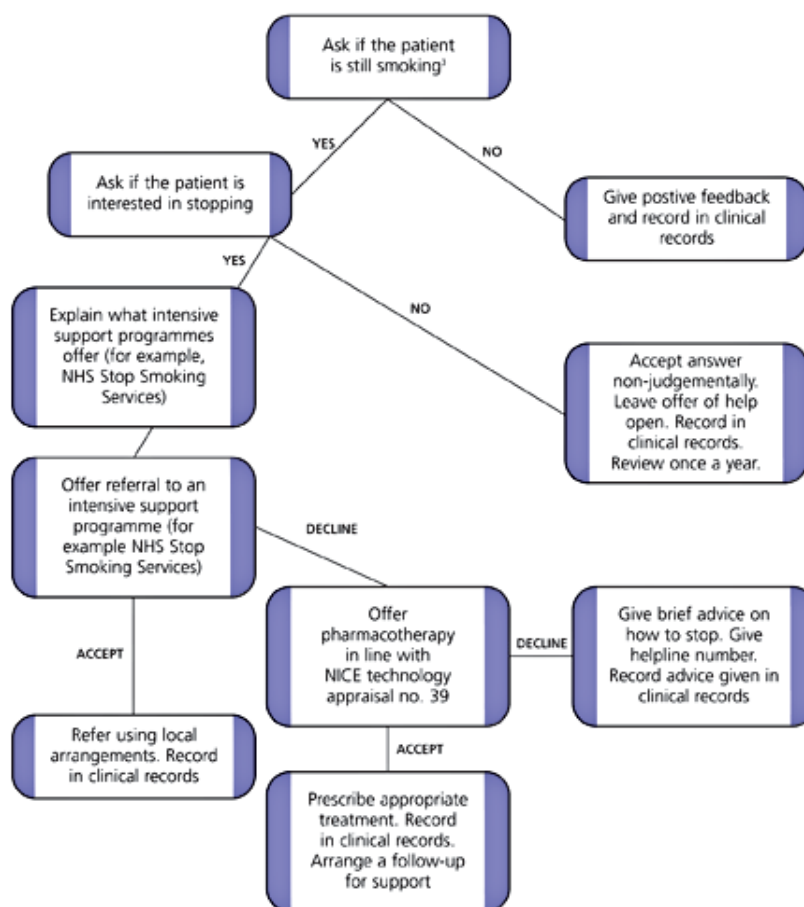 Ask if the patient
is still smoking³
YES
NO
Ask if the patient is
interested in stopping
Give postive feedback
and record in clinical
records
YES
NO
Explain what intensive
support programmes
offer (for example,
NHS Stop Smoking
Services)
Accept answer
non-judgementally.
Leave offer of help
open. Record in
clinical records.
Review once a year.
Offer referral to an
intensive support
programme (for
example NHS Stop
Smoking Services)
DECLINE
ACCEPT
Offer
pharmacotherapy
in line with
NICE technology
appraisal no. 39
DECLINE
Give brief advice on
how to stop. Give
helpline number.
Record advice given in
clinical records
Refer using local
arrangements. Record
in clinical records
ACCEPT
Prescribe appropriate
treatment. Record
in clinical records.
Arrange a follow-up
for support